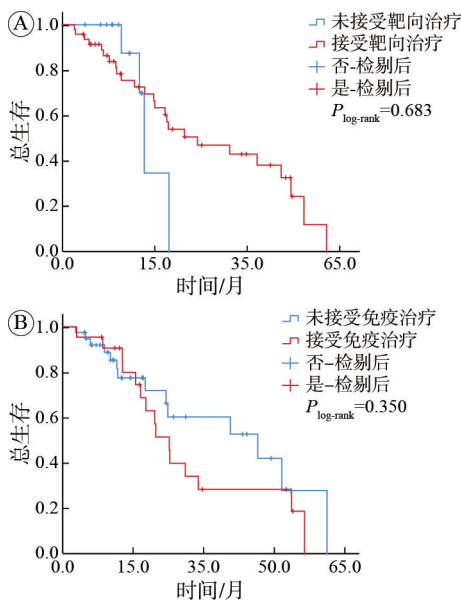 A
未接受靶向治疗
接受靶向治疗
否-检剔后
是-检剔后
P log-rank=0.683
总生存
1.0
0.8
0.6
0.4
0.2
0.0
0.0 15.0 35.0 65.0
时间/月
B
未接受免疫治疗
接受免疫治疗
否-检剔后
是-检剔后
P log-rank=0.350
总生存
1.0
0.8
0.6
0.4
0.2
0.0
0.0 15.0 35.0 50.0 65.0
时间/月